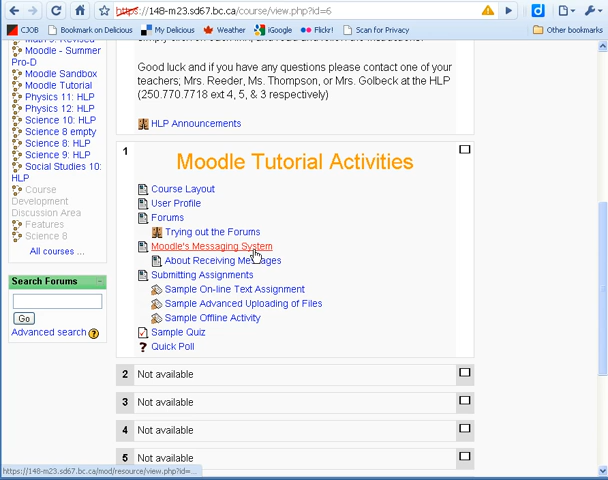 https://148-m23.sd67.bc.ca/course/view.php?id=6
CJOB
Bookmark on Delicious
My Delicious
Weather
iGoogle
Flickr!
Scan for Privacy
Other bookmarks
Moodle - Summer
Pro-D
Moodle Sandbox
Moodle Tutorial
Physics 11: HLP
Physics 12: HLP
Science 10: HLP
Science 8 empty
Science 8: HLP
Science 9: HLP
Social Studies 10:
HLP
Course
Development
Discussion Area
Features
Science 8
All courses ...
Search Forums
Go
Advanced search ?
Good luck and if you have any questions please contact one of your
teachers; Mrs. Reeder, Ms. Thompson, or Mrs. Golbeck at the HLP
(250.770.7718 ext 4, 5, & 3 respectively)
HLP Announcements
1
Moodle Tutorial Activities
Course Layout
User Profile
Forums
Trying out the Forums
Moodle's Messaging System
About Receiving Messages
Submitting Assignments
Sample On-line Text Assignment
Sample Advanced Uploading of Files
Sample Offline Activity
Sample Quiz
? Quick Poll
2 Not available
3 Not available
4 Not available
5 Not available
https://148-m23.sd67.bc.ca/mod/resource/view.php?id=...